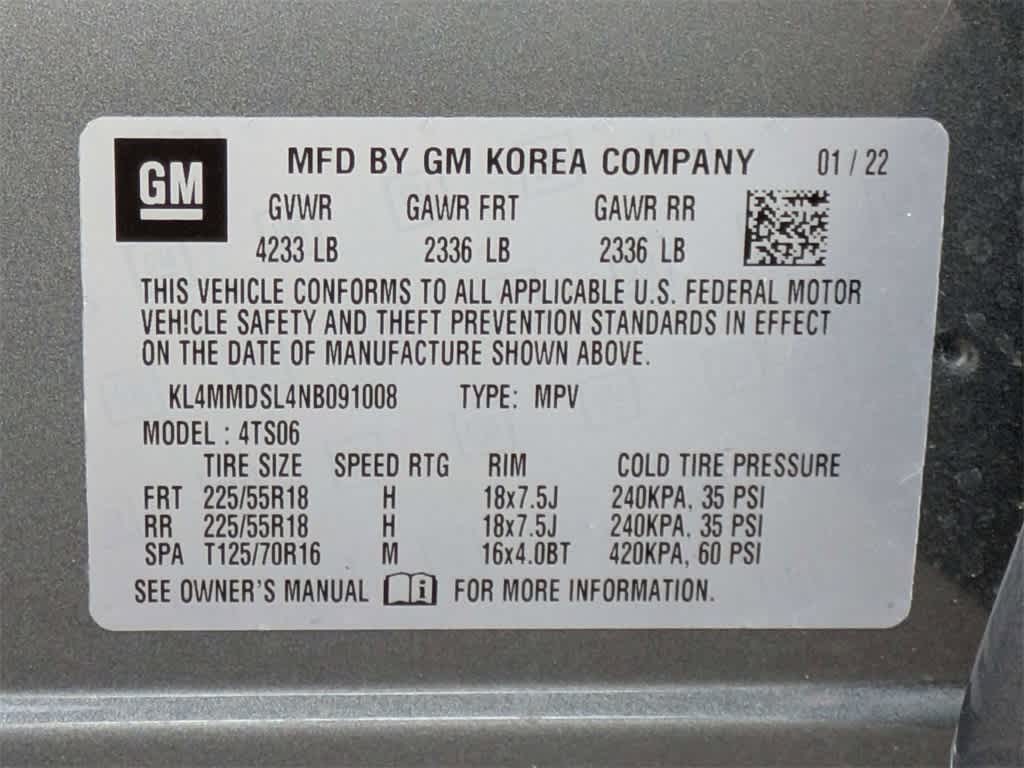 GM
MFD BY GM KOREA COMPANY 01 / 22
GVWR GAWR FRT GAWR RR
4233 LB 2336 LB 2336 LB
THIS VEHICLE CONFORMS TO ALL APPLICABLE U.S. FEDERAL MOTOR
VEHICLE SAFETY AND THEFT PREVENTION STANDARDS IN EFFECT
ON THE DATE OF MANUFACTURE SHOWN ABOVE.
KL4MMDSL4NB091008 TYPE: MPV
MODEL : 4TS06
TIRE SIZE SPEED RTG RIM COLD TIRE PRESSURE
FRT 225/55R18 H 18x7.5J 240KPA, 35 PSI
RR 225/55R18 H 18x7.5J 240KPA, 35 PSI
SPA T125/70R16 M 16x4.0BT 420KPA, 60 PSI
SEE OWNER'S MANUAL i FOR MORE INFORMATION.